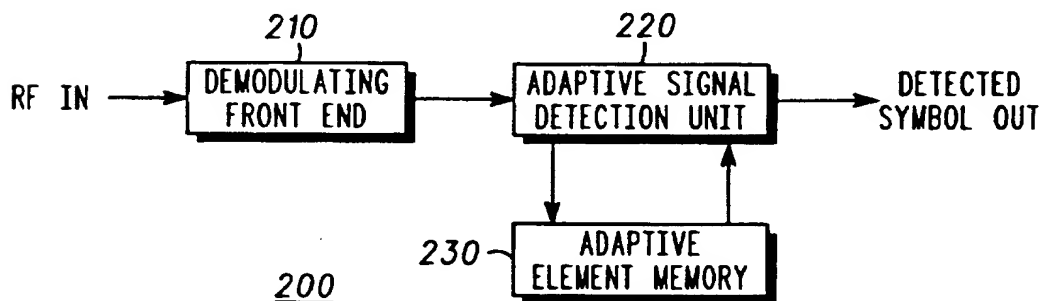 210
220
RF IN
DEMODULATING
FRONT END
ADAPTIVE SIGNAL
DETECTION UNIT
DETECTED
SYMBOL OUT
230
ADAPTIVE
ELEMENT MEMORY
200